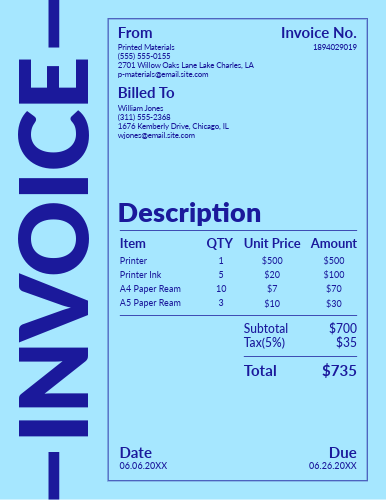 INVOICE
From Invoice No.
Printed Materials 1894029019
(555) 555-0155
2701 Willow Oaks Lane Lake Charles, LA
p-materials@email.site.com
Billed To
William Jones
(311) 555-2368
1676 Kemberly Drive, Chicago, IL
wjones@email.site.com
Description
Item QTY Unit Price Amount
Printer 1 $500 $500
Printer Ink 5 $20 $100
A4 Paper Ream 10 $7 $70
A5 Paper Ream 3 $10 $30
Subtotal $700
Tax(5%) $35
Total $735
Date Due
06.06.20XX 06.26.20XX